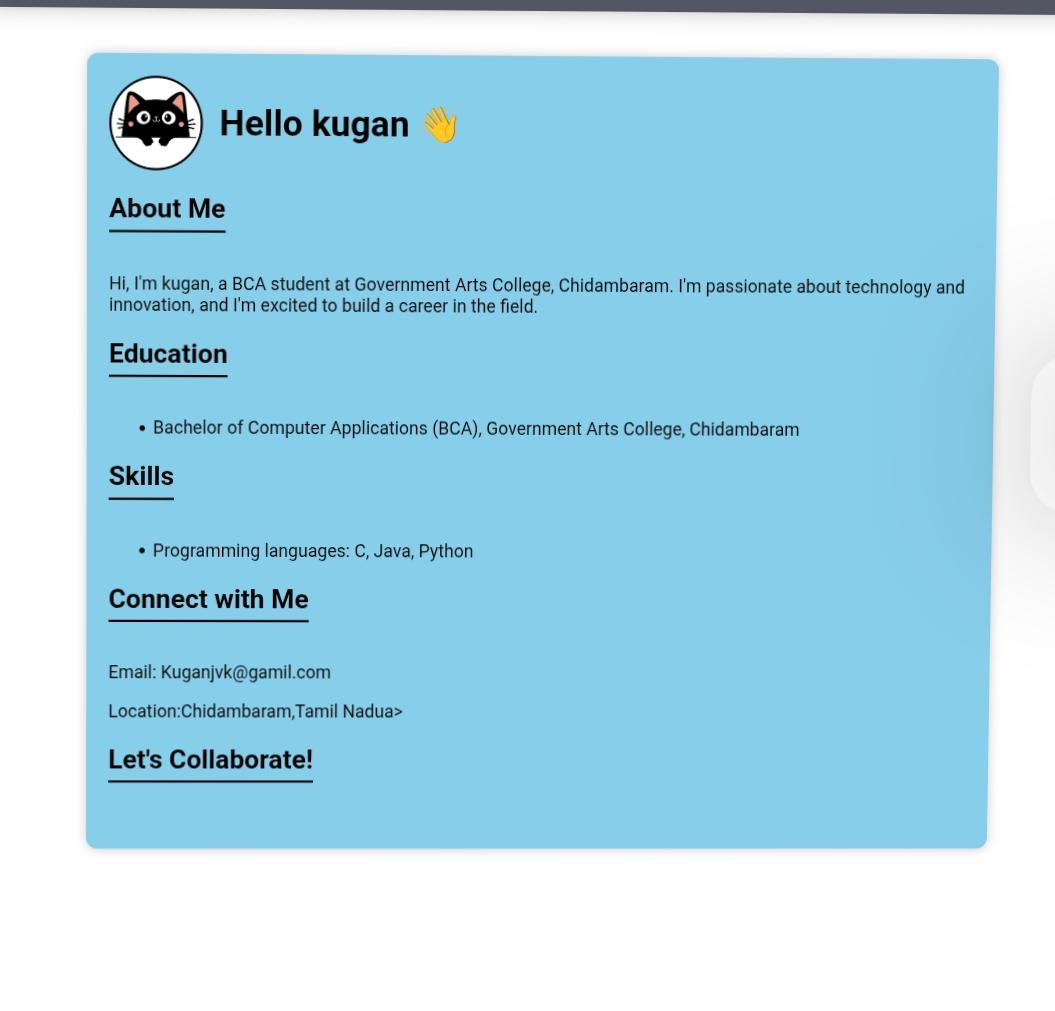 Hello kugan 👋
About Me
Hi, I'm kugan, a BCA student at Government Arts College, Chidambaram. I'm passionate about technology and
innovation, and I'm excited to build a career in the field.
Education
• Bachelor of Computer Applications (BCA), Government Arts College, Chidambaram
Skills
• Programming languages: C, Java, Python
Connect with Me
Email: Kuganjvk@gamil.com
Location:Chidambaram,Tamil Nadua>
Let's Collaborate!